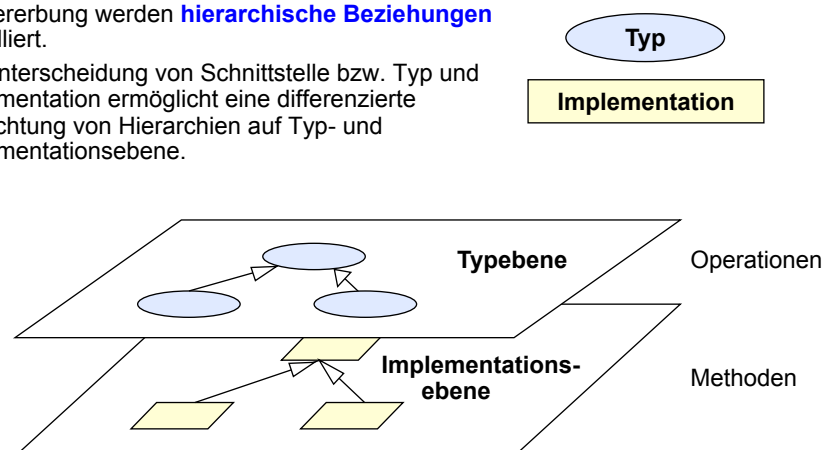 ererbung werden hierarchische Beziehungen
lliert.
nterscheidung von Schnittstelle bzw. Typ und
mentation ermöglicht eine differenzierte
chtung von Hierarchien auf Typ- und
mentationsebene.
Typ
Implementation
Typebene
Operationen
Implementations-
ebene
Methoden